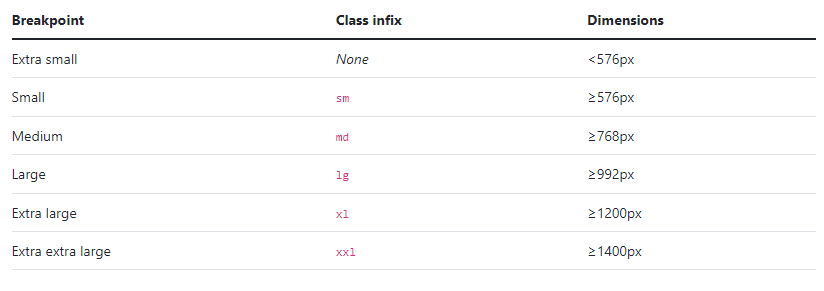 Breakpoint Class infix Dimensions
Extra small None <576px
Small sm ≥576px
Medium md ≥768px
Large lg ≥992px
Extra large xl ≥1200px
Extra extra large xxl ≥1400px